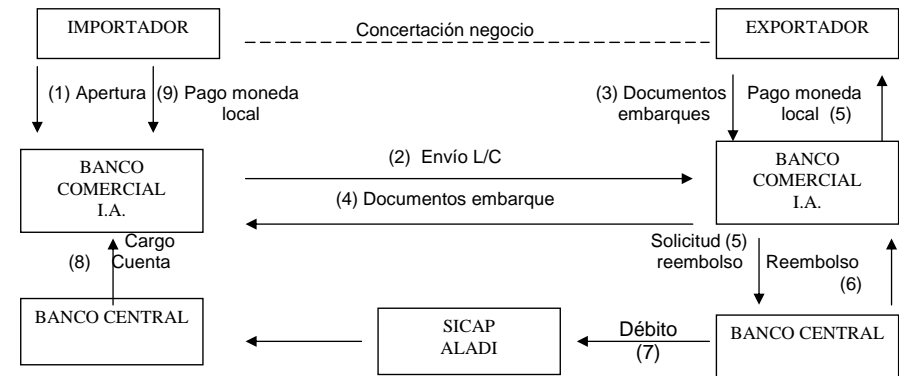 IMPORTADOR
Concertación negocio
EXPORTADOR
(1) Apertura
(9) Pago moneda
local
(3) Documentos
embarques
Pago moneda
local (5)
BANCO
COMERCIAL
I.A.
(2) Envío L/C
(4) Documentos embarque
BANCO
COMERCIAL
I.A.
Cargo
(8) Cuenta
Solicitud (5)
reembolso
Reembolso
(6)
BANCO CENTRAL
SICAP
ALADI
Débito
(7)
BANCO CENTRAL